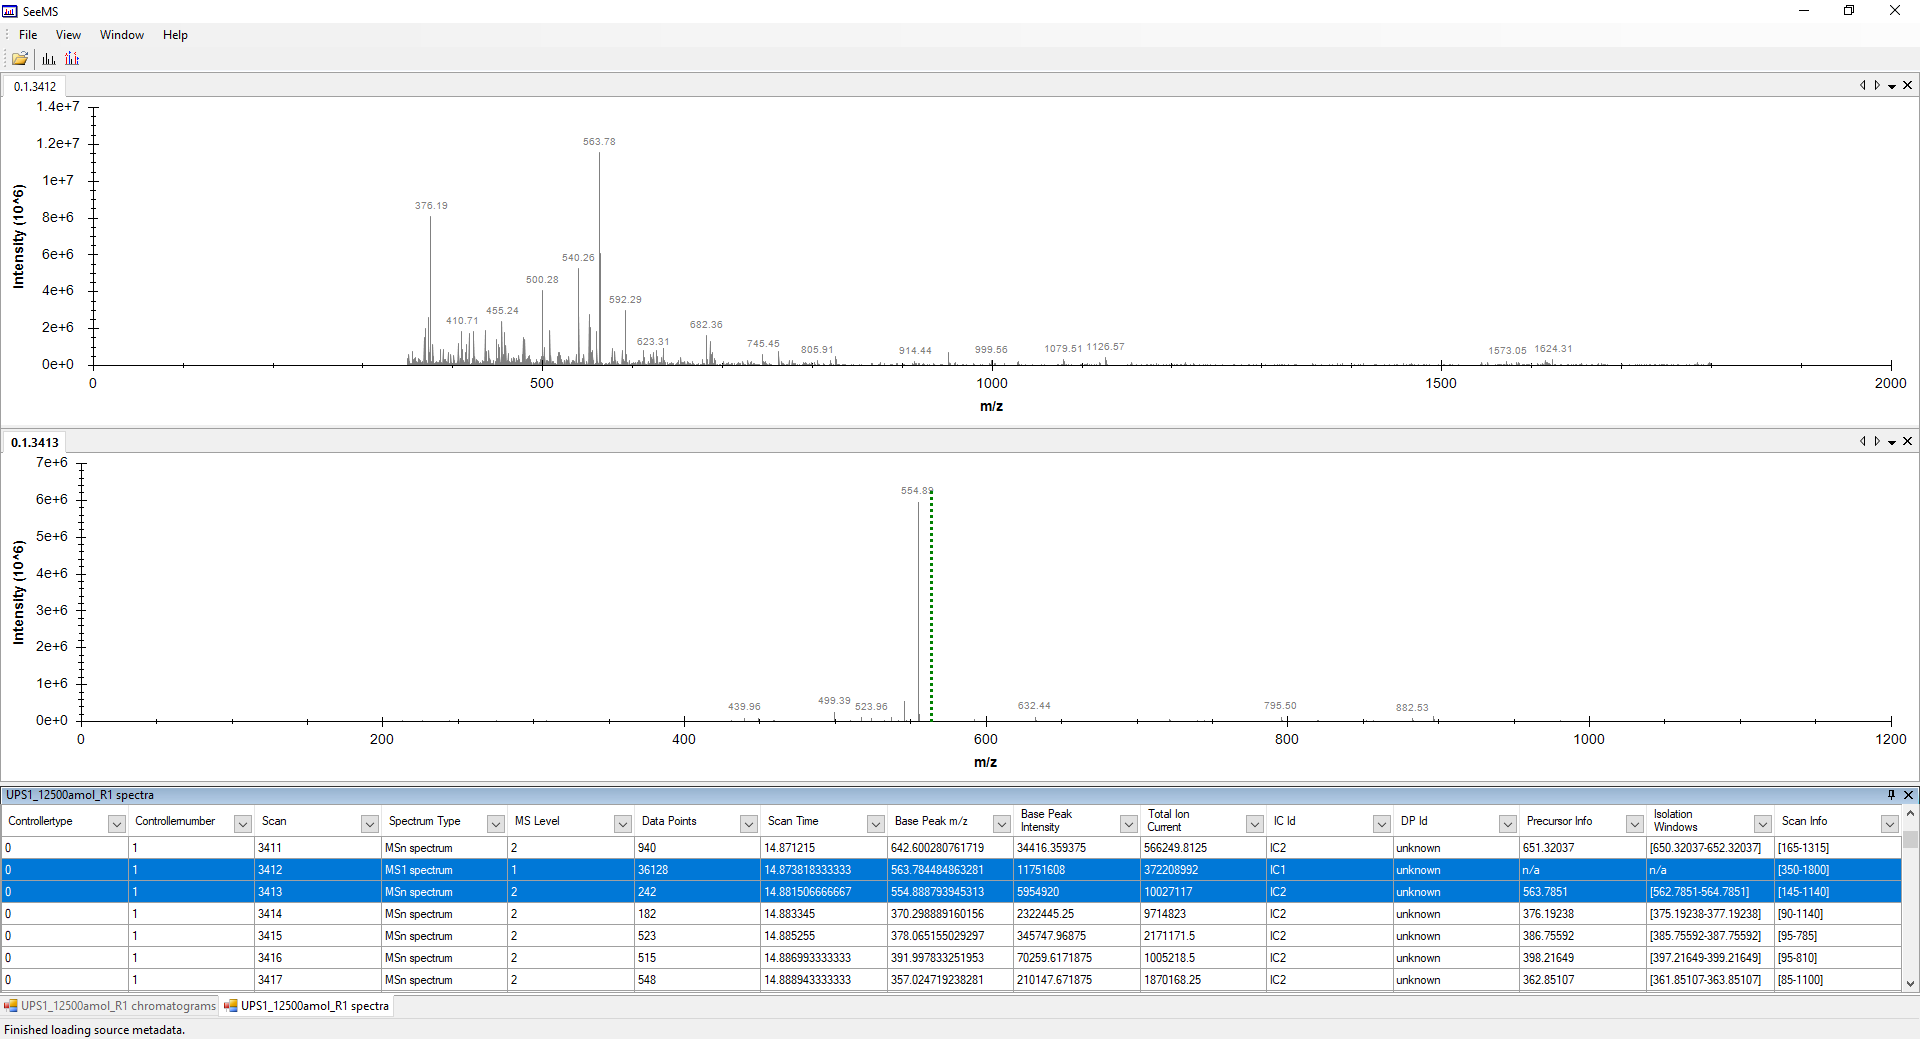 SeeMS
File View Window Help
0.1.3412
1.4e+7
1.2e+7
1e+7
8e+6
6e+6
4e+6
2e+6
0e+0
Intensity (10^6)
563.78
376.19
540.26
500.28
592.29
455.24
410.71
682.36
623.31
745.45
805.91
914.44
999.56
1079.51
1126.57
1573.05
1624.31
0 500 1000 1500 2000
m/z
0.1.3413
7e+6
6e+6
5e+6
4e+6
3e+6
2e+6
1e+6
0e+0
Intensity (10^6)
554.89
439.96
499.39
523.96
632.44
795.50
882.53
0 200 400 600 800 1000 1200
m/z
UPS1_12500amol_R1 spectra
Controllertype Controllernumber Scan Spectrum Type MS Level Data Points Scan Time Base Peak m/z Base Peak Intensity Total Ion Current IC Id DP Id Precursor Info Isolation Windows Scan Info
0 1 3411 MSn spectrum 2 940 14.871215 642.600280761719 34416.359375 566249.8125 IC2 unknown 651.32037 [650.32037-652.32037] [165-1315]
0 1 3412 MS1 spectrum 1 36128 14.873818333333 563.784484863281 11751608 372208992 IC1 unknown n/a n/a [350-1800]
0 1 3413 MSn spectrum 2 242 14.881506666667 554.888793945313 5954920 10027117 IC2 unknown 563.7851 [562.7851-564.7851] [145-1140]
0 1 3414 MSn spectrum 2 182 14.883345 370.298889160156 2322445.25 9714823 IC2 unknown 376.19238 [375.19238-377.19238] [90-1140]
0 1 3415 MSn spectrum 2 523 14.885255 378.065155029297 345747.96875 2171171.5 IC2 unknown 386.75592 [385.75592-387.75592] [95-785]
0 1 3416 MSn spectrum 2 515 14.886993333333 391.997833251953 70259.6171875 1005218.5 IC2 unknown 398.21649 [397.21649-399.21649] [95-810]
0 1 3417 MSn spectrum 2 548 14.888943333333 357.024719238281 210147.671875 1870168.25 IC2 unknown 362.85107 [361.85107-363.85107] [85-1100]
UPS1_12500amol_R1 chromatograms UPS1_12500amol_R1 spectra
Finished loading source metadata.